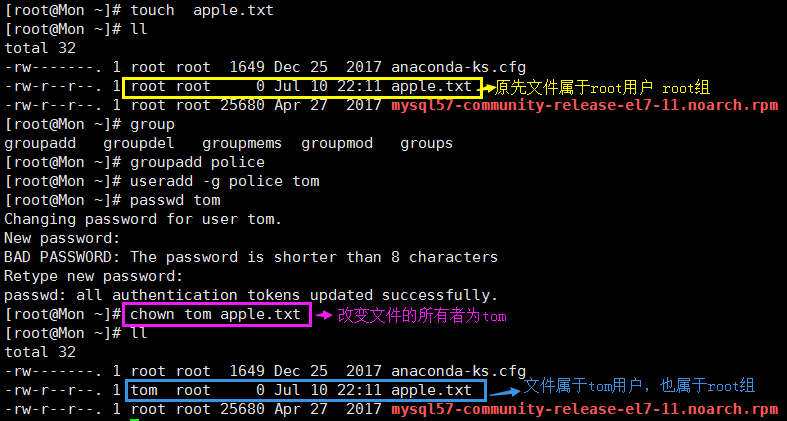 [root@Mon ~]# touch  apple.txt
[root@Mon ~]# ll
total 32
-rw-------. 1 root root  1649 Dec 25  2017 anaconda-ks.cfg
-rw-r--r--. 1 root root     0 Jul 10 22:11 apple.txt 原先文件属于root用户 root组
-rw-r--r--. 1 root root 25680 Apr 27  2017 mysql57-community-release-el7-11.noarch.rpm
[root@Mon ~]# group
groupadd   groupdel   groupmems  groupmod   groups
[root@Mon ~]# groupadd police
[root@Mon ~]# useradd -g police tom
[root@Mon ~]# passwd tom
Changing password for user tom.
New password:
BAD PASSWORD: The password is shorter than 8 characters
Retype new password:
passwd: all authentication tokens updated successfully.
[root@Mon ~]# chown tom apple.txt 改变文件的所有者为tom
[root@Mon ~]# ll
total 32
-rw-------. 1 root root  1649 Dec 25  2017 anaconda-ks.cfg
-rw-r--r--. 1 tom  root     0 Jul 10 22:11 apple.txt 文件属于tom用户，也属于root组
-rw-r--r--. 1 root root 25680 Apr 27  2017 mysql57-community-release-el7-11.noarch.rpm